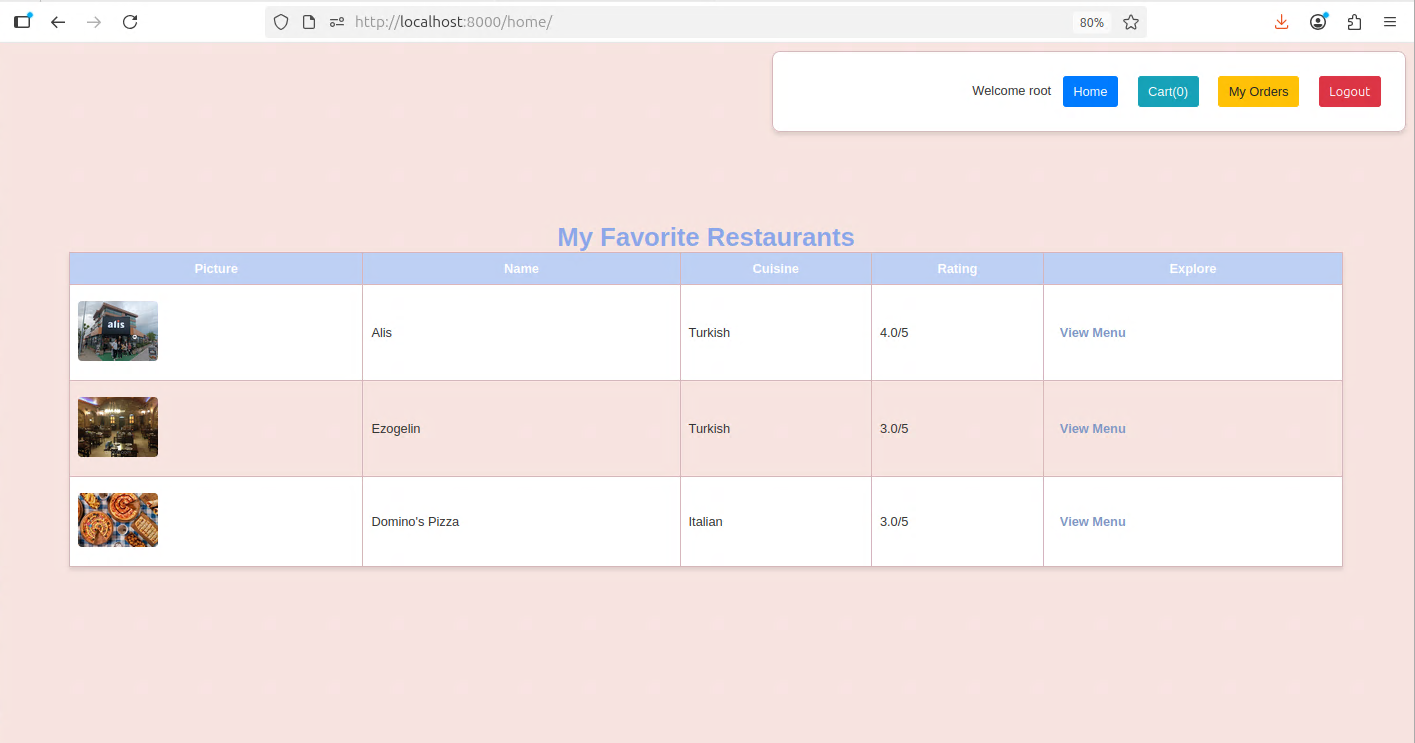 http://localhost:8000/home/ 80%
Welcome root Home Cart(0) My Orders Logout
My Favorite Restaurants
Picture Name Cuisine Rating Explore
alis
Alis Turkish 4.0/5 View Menu
Ezogelin Turkish 3.0/5 View Menu
Domino's Pizza Italian 3.0/5 View Menu